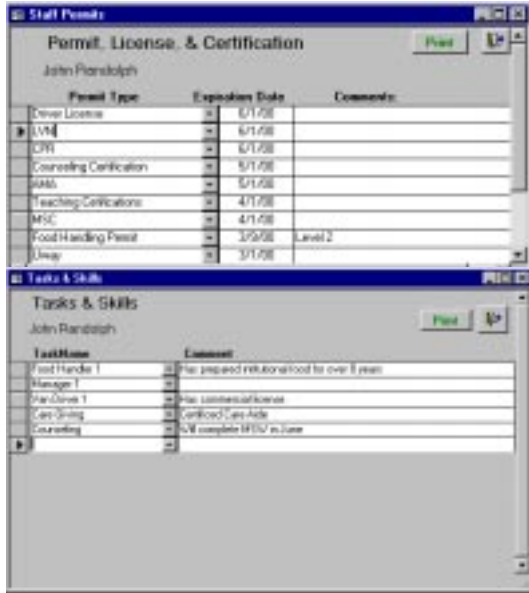 Staff Permits
Permit, License, & Certification
Print
John Randolph
Permit Type Expiration Date Comments:
Driver License 6/1/00
LVN 6/1/00
CPR 6/1/00
Counseling Certification 5/1/00
5/1/00
Teaching Certifications 4/1/00
MSC 4/1/00
Food Handling Permit 3/9/00 Level 2
3/1/00
Tasks & Skills
Tasks & Skills
Print
John Randolph
TaskName Comment
Food Handler 1 Has prepared food for over 8 years
Manager 1
Van Driver 1 Has commercial license
Care Giving Certificed Care Aide
Counseling Will complete in June